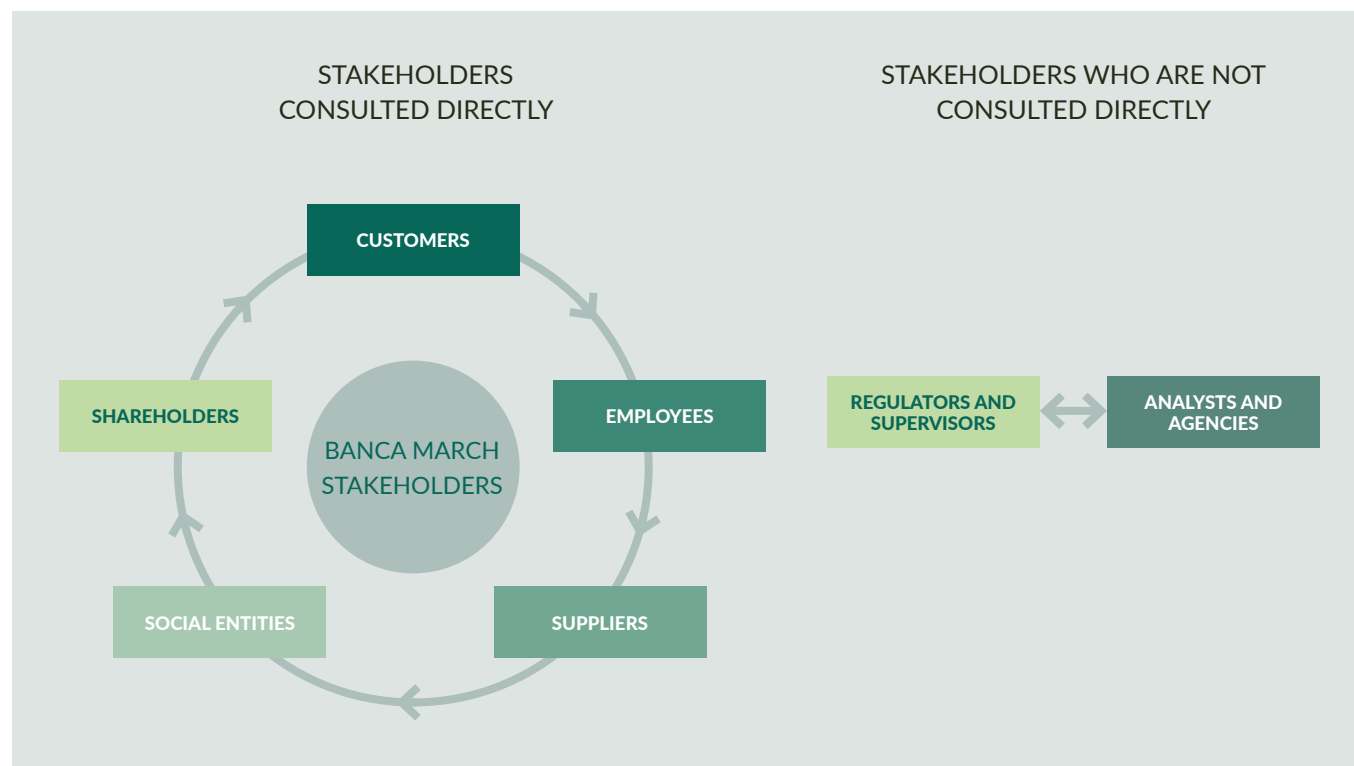 STAKEHOLDERS
CONSULTED DIRECTLY
CUSTOMERS
SHAREHOLDERS
EMPLOYEES
BANCA MARCH
STAKEHOLDERS
SOCIAL ENTITIES
SUPPLIERS
STAKEHOLDERS WHO ARE NOT
CONSULTED DIRECTLY
REGULATORS AND
SUPERVISORS
ANALYSTS AND
AGENCIES